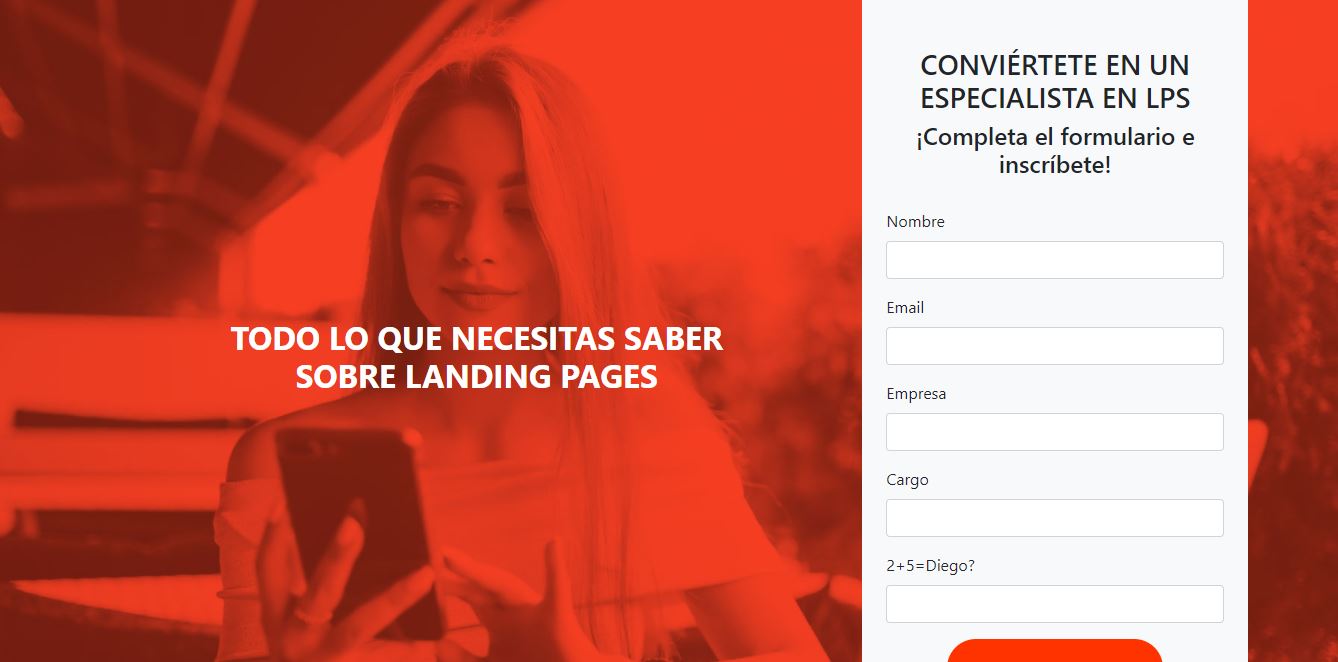 TODO LO QUE NECESITAS SABER
SOBRE LANDING PAGES
CONVIÉRTETE EN UN
ESPECIALISTA EN LPS
¡Completa el formulario e
inscríbete!
Nombre
Email
Empresa
Cargo
2+5=Diego?